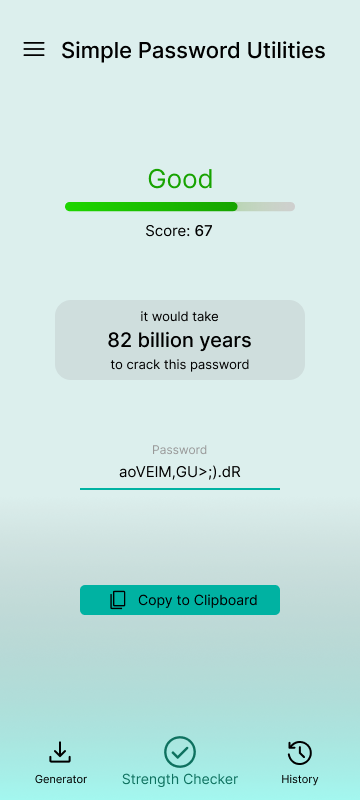 Simple Password Utilities
Good
Score: 67
it would take
82 billion years
to crack this password
Password
aoVEIM,GU>;).dR
Copy to Clipboard
Generator
Strength Checker
History